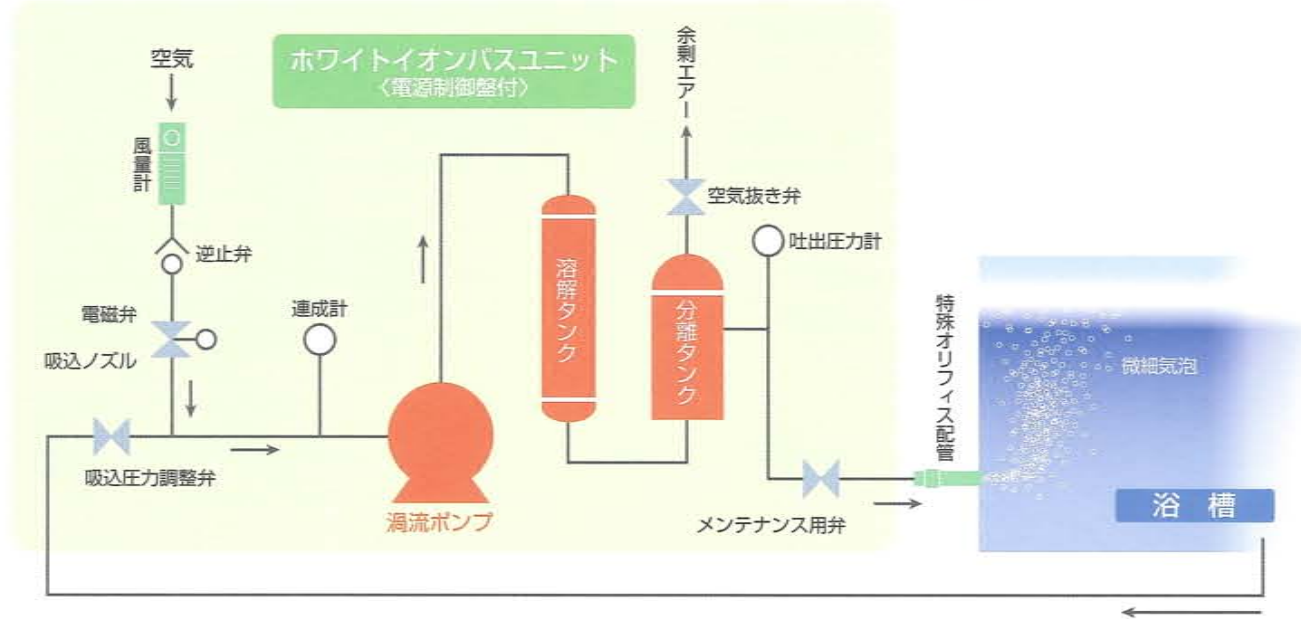 ホワイトイオンバスユニット
〈電源制御盤付〉
空気
風量計
逆止弁
電磁弁
吸込ノズル
連成計
吸込圧力調整弁
渦流ポンプ
溶解タンク
余剰エアー
空気抜き弁
吐出圧力計
分離タンク
メンテナンス用弁
特殊オリフィス配管
微細気泡
浴槽